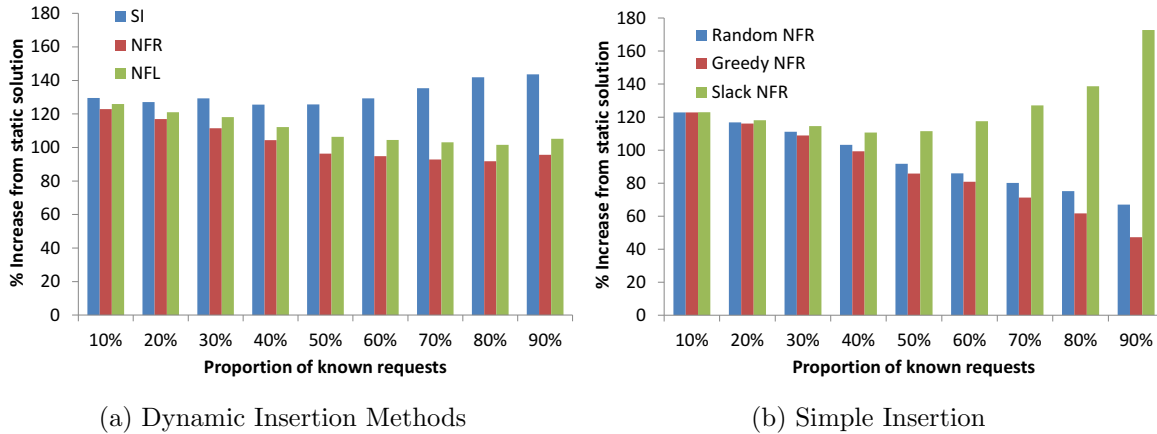 SI
NFR
NFL
% Increase from static solution
180
160
140
120
100
80
60
40
20
0
10% 20% 30% 40% 50% 60% 70% 80% 90%
Proportion of known requests
(a) Dynamic Insertion Methods
Random NFR
Greedy NFR
Slack NFR
% Increase from static solution
180
160
140
120
100
80
60
40
20
0
10% 20% 30% 40% 50% 60% 70% 80% 90%
Proportion of known requests
(b) Simple Insertion